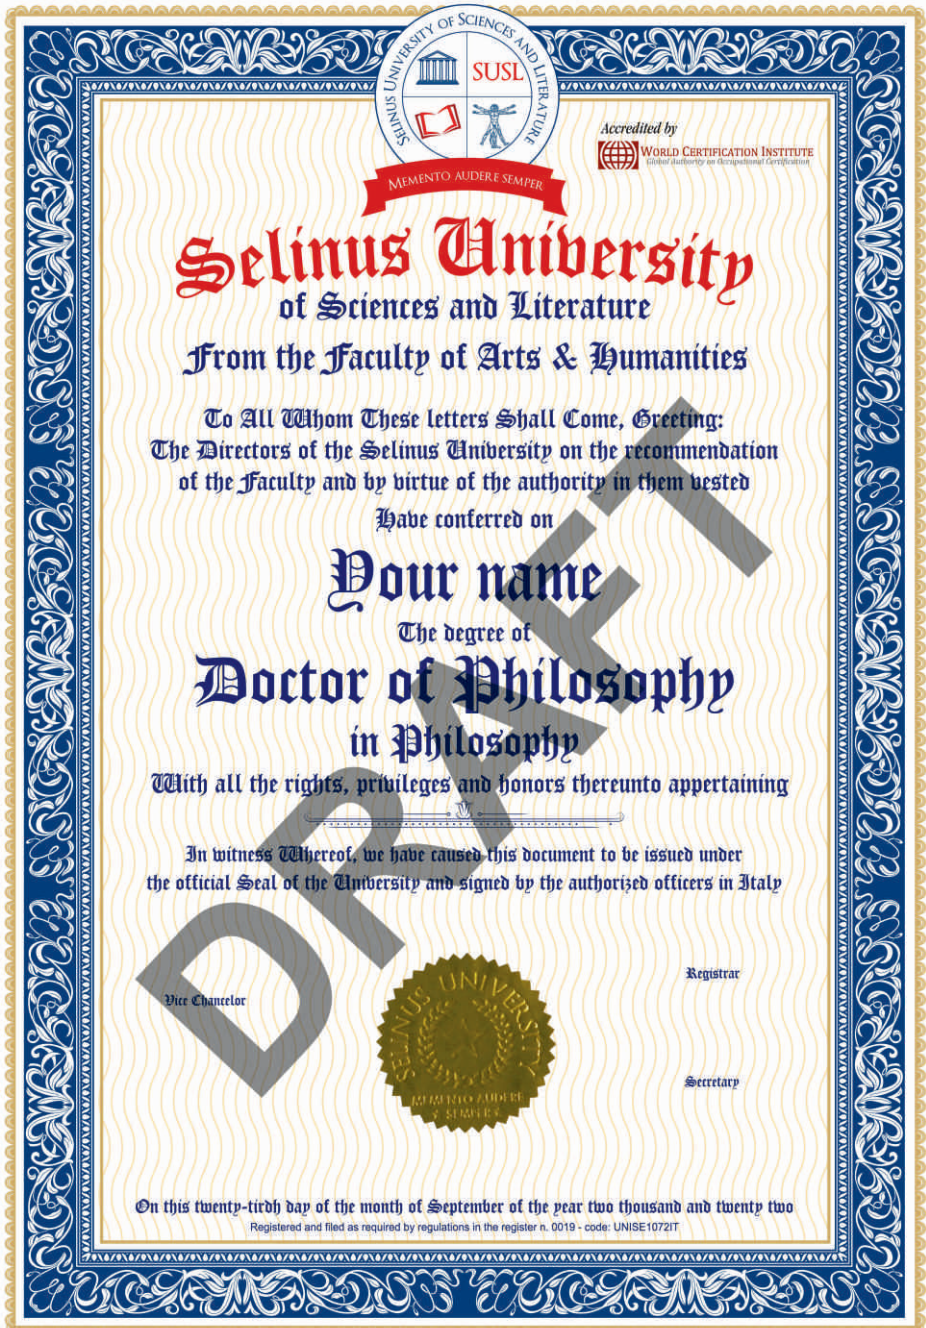 SELINUS UNIVERSITY OF SCIENCES AND LITERATURE
SUSL
MEMENTO AUDERE SEMPER
Accredited by
WORLD CERTIFICATION INSTITUTE
Global Authority on Occupational Certification
Selinus University
of Sciences and Literature
From the Faculty of Arts & Humanities
To All Whom These letters Shall Come, Greeting:
The Directors of the Selinus University on the recommendation
of the Faculty and by virtue of the authority in them vested
Have conferred on
Your name
The degree of
Doctor of Philosophy
in Philosophy
With all the rights, privileges and honors thereunto appertaining
In witness Whereof, we have caused this document to be issued under
the official Seal of the University and signed by the authorized officers in Italy
DRAFT
Registrar
Vice Chancelor
SELINUS UNIVERSITY
MEMENTO AUDERE
SEMPER
Secretary
On this twenty-tirdh day of the month of September of the year two thousand and twenty two
Registered and filed as required by regulations in the register n. 0019 - code: UNISE1072IT